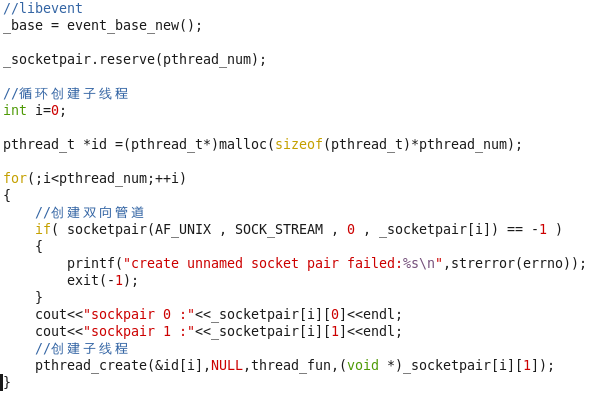 //libevent
_base = event_base_new();
_socketpair.reserve(pthread_num);
//循环创建子线程
int i=0;
pthread_t *id =(pthread_t*)malloc(sizeof(pthread_t)*pthread_num);
for(;i<pthread_num;++i)
{
    //创建双向管道
    if( socketpair(AF_UNIX , SOCK_STREAM , 0 , _socketpair[i]) == -1 )
    {
        printf("create unnamed socket pair failed:%s\n",strerror(errno));
        exit(-1);
    }
    cout<<"sockpair 0 :"<<_socketpair[i][0]<<endl;
    cout<<"sockpair 1 :"<<_socketpair[i][1]<<endl;
    //创建子线程
    pthread_create(&id[i],NULL,thread_fun,(void *)_socketpair[i][1]);
}